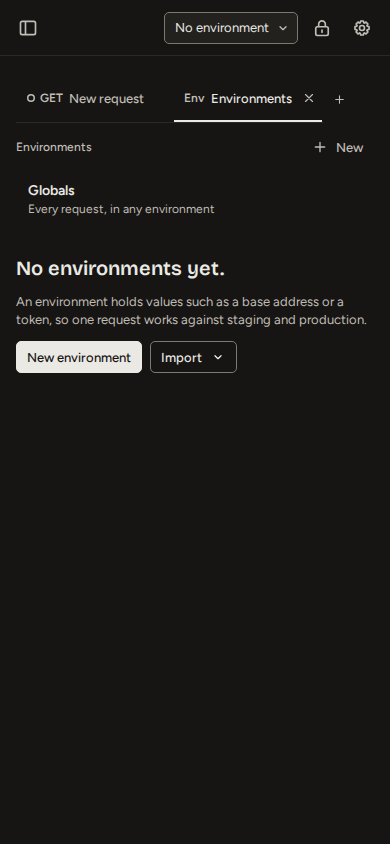 No environment
GET New request
Env Environments
Environments
New
Globals
Every request, in any environment
No environments yet.
An environment holds values such as a base address or a
token, so one request works against staging and production.
New environment
Import